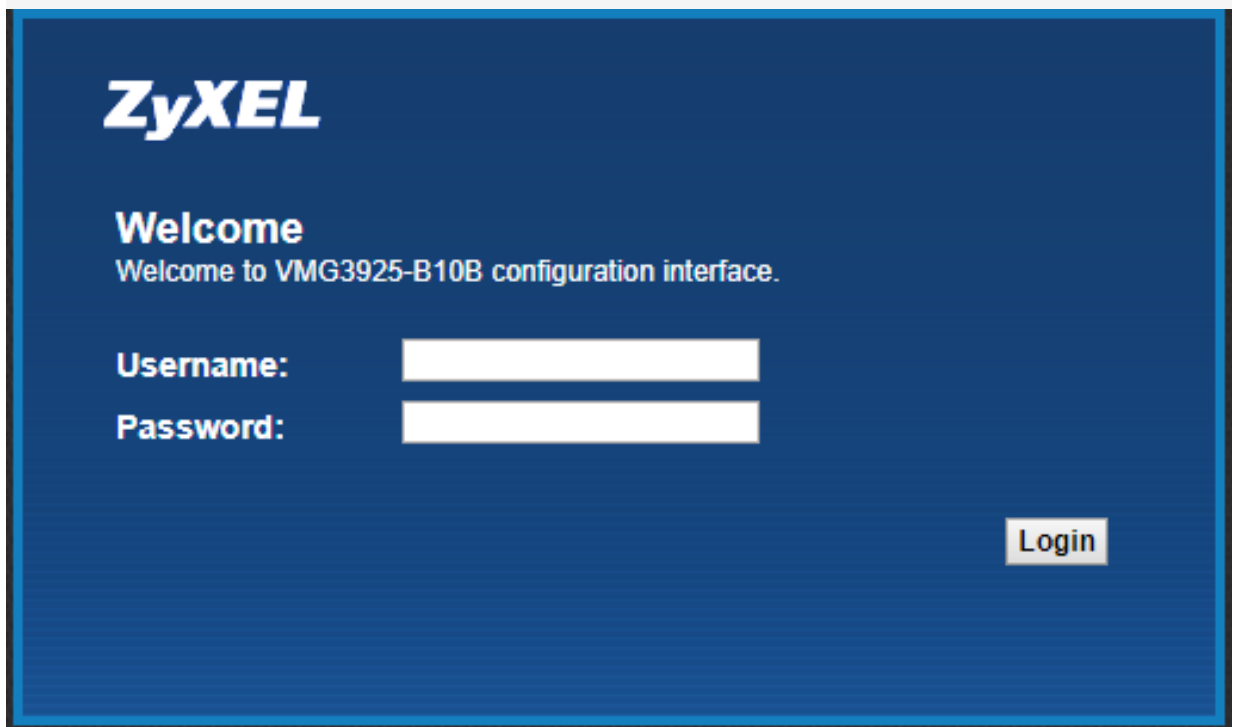 ZyXEL
Welcome
Welcome to VMG3925-B10B configuration interface.
Username:
Password:
Login